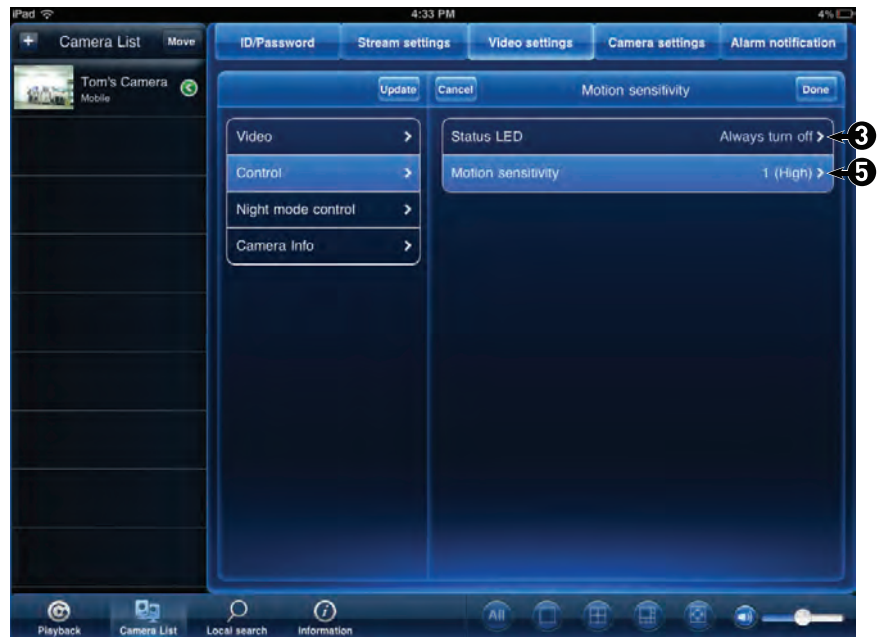 iPad 4:33 PM 4%
+ Camera List Move
ID/Password Stream settings Video settings Camera settings Alarm notification
Tom's Camera
Mobile
Update Cancel Motion sensitivity Done
Video
Control
Night mode control
Camera Info
Status LED Always turn off 3
Motion sensitivity 1 (High) 5
Playback Camera List Local search Information All